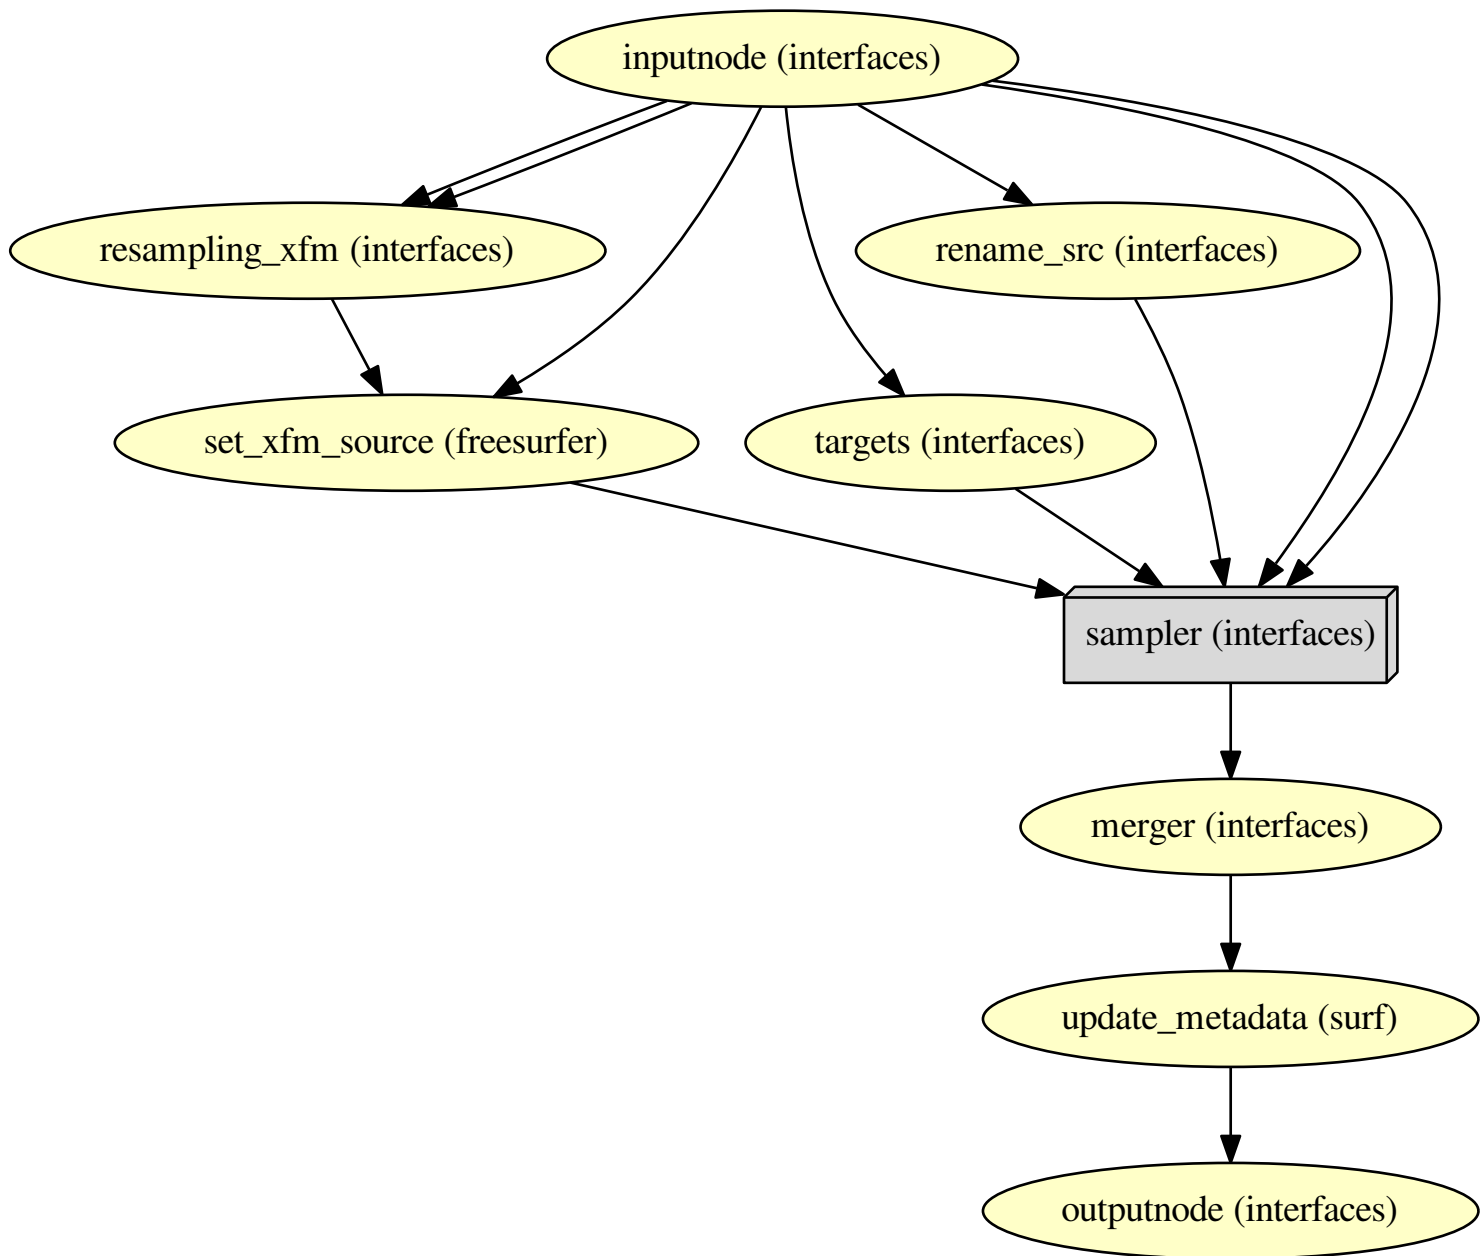 inputnode (interfaces)
resampling_xfm (interfaces)
rename_src (interfaces)
set_xfm_source (freesurfer)
targets (interfaces)
sampler (interfaces)
merger (interfaces)
update_metadata (surf)
outputnode (interfaces)